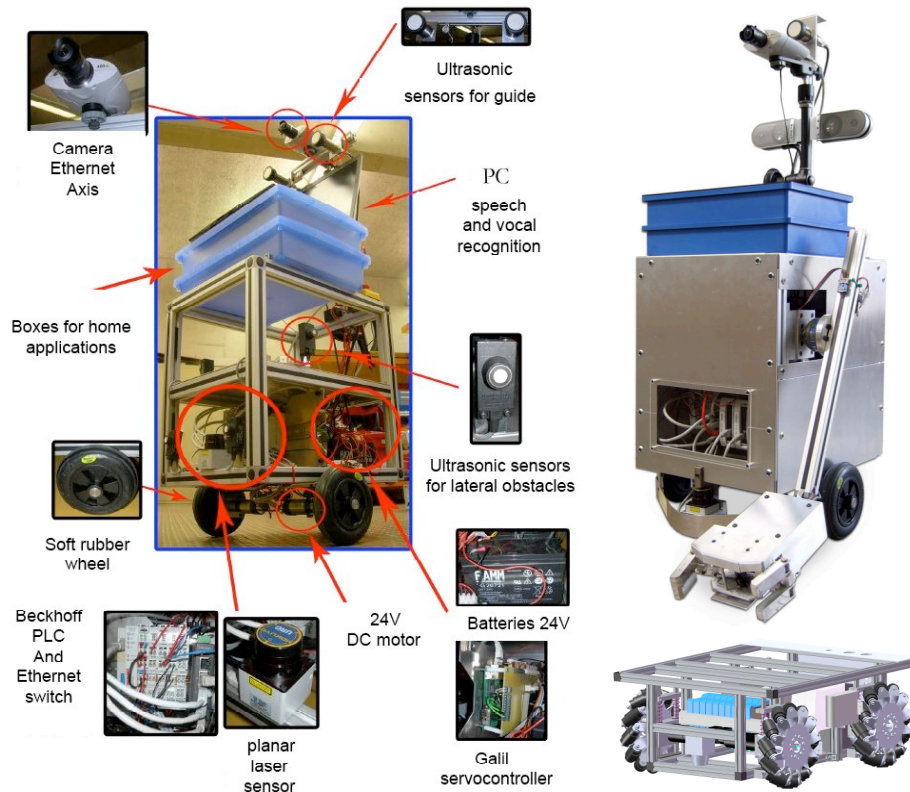 Ultrasonic
sensors for guide
Camera
Ethernet
Axis
PC
speech
and vocal
recognition
Boxes for home
applications
Ultrasonic sensors
for lateral obstacles
Soft rubber
wheel
Beckhoff
PLC
And
Ethernet
switch
24V
DC motor
Batteries 24V
planar
laser
sensor
Galil
servocontroller